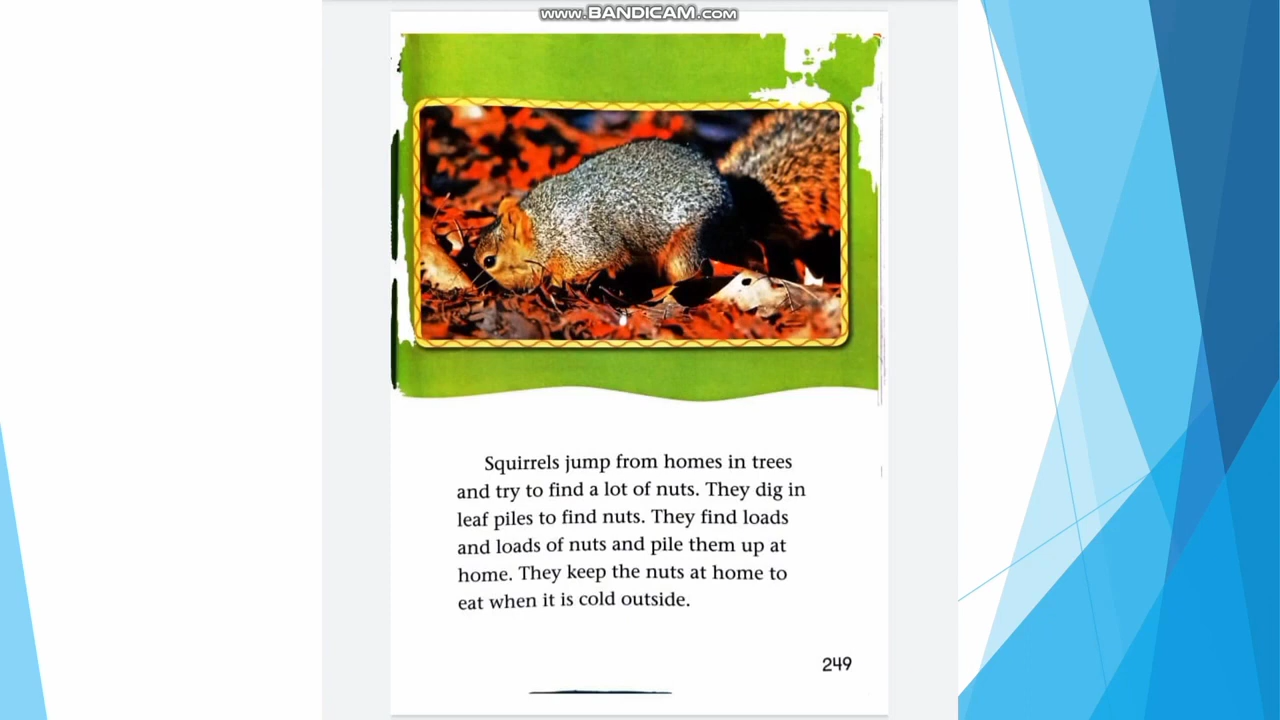 www.BANDICAM.com
Squirrels jump from homes in trees
and try to find a lot of nuts. They dig in
leaf piles to find nuts. They find loads
and loads of nuts and pile them up at
home. They keep the nuts at home to
eat when it is cold outside.
249